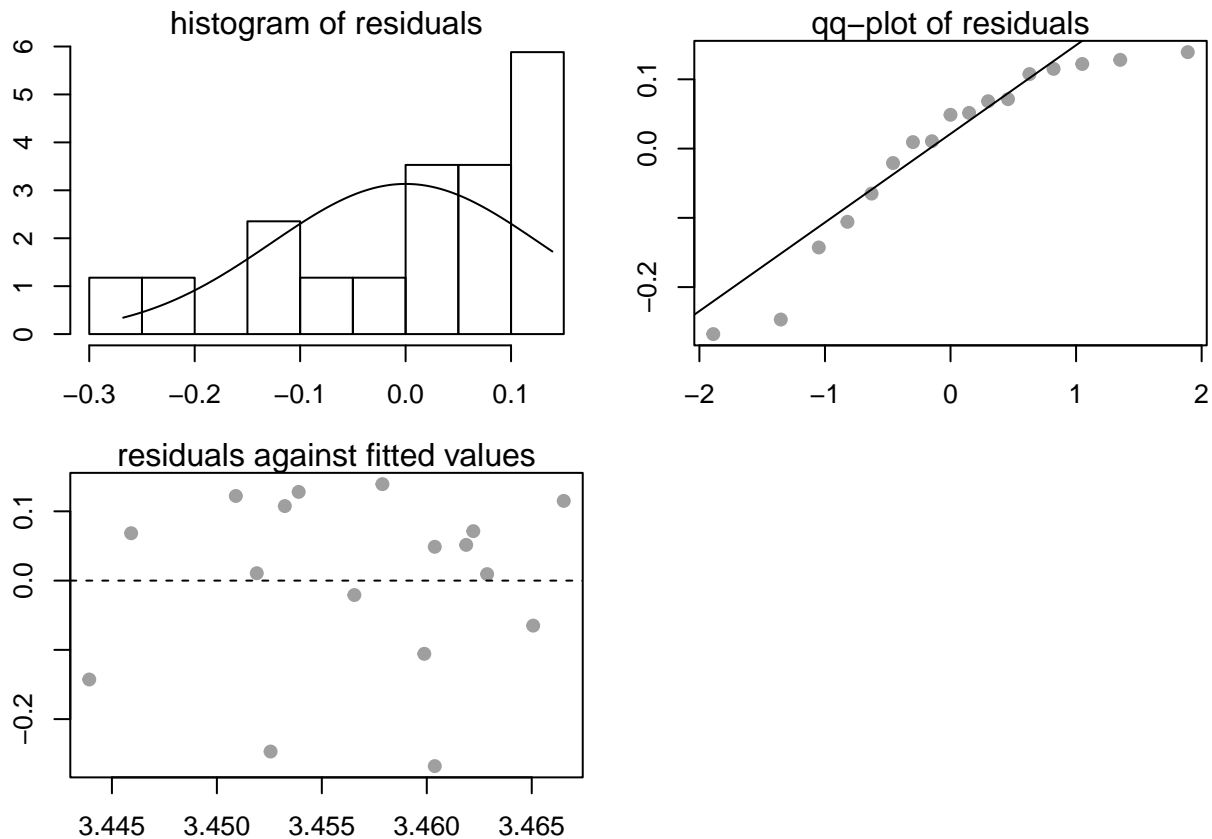 histogram of residuals
0 1 2 3 4 5 6
−0.3 −0.2 −0.1 0.0 0.1
qq−plot of residuals
−0.2 0.0 0.1
−2 −1 0 1 2
residuals against fitted values
−0.2 0.0 0.1
3.445 3.450 3.455 3.460 3.465